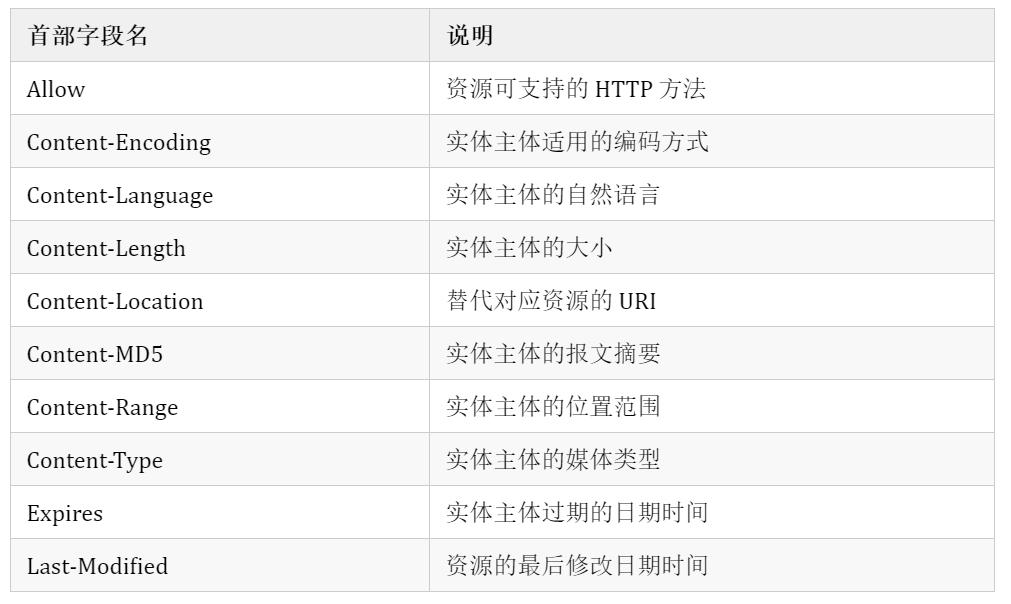 首部字段名 说明
Allow 资源可支持的 HTTP 方法
Content-Encoding 实体主体适用的编码方式
Content-Language 实体主体的自然语言
Content-Length 实体主体的大小
Content-Location 替代对应资源的 URI
Content-MD5 实体主体的报文摘要
Content-Range 实体主体的位置范围
Content-Type 实体主体的媒体类型
Expires 实体主体过期的日期时间
Last-Modified 资源的最后修改日期时间